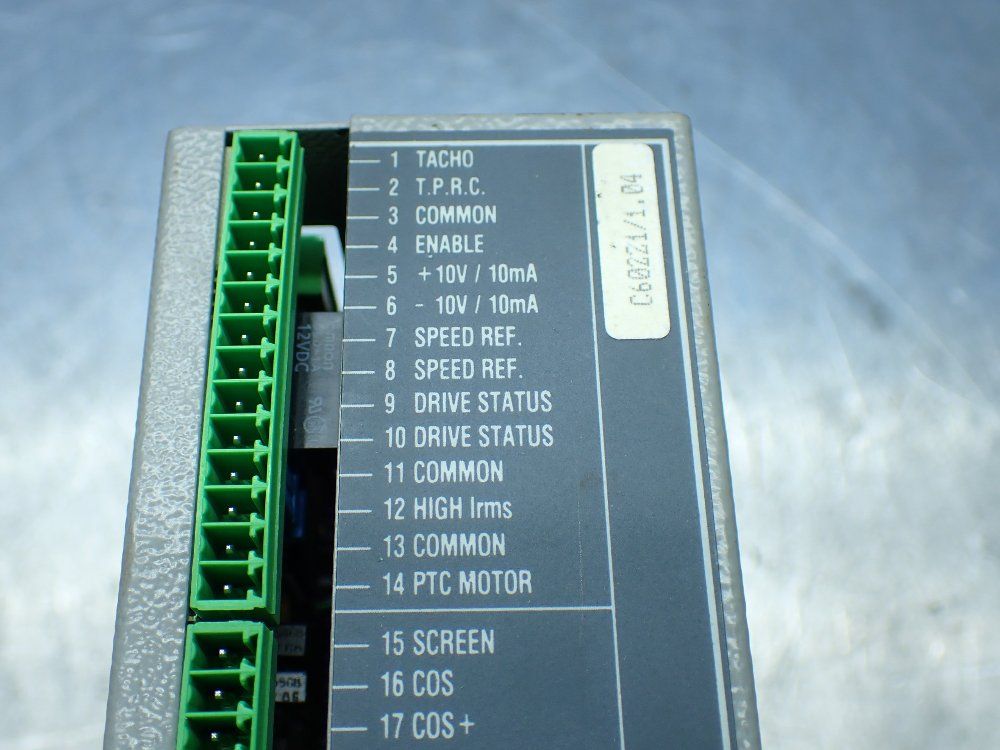 1 TACHO
2 T.P.R.C.
3 COMMON
4 ENABLE
5 +10V / 10mA
6 - 10V / 10mA
7 SPEED REF.
8 SPEED REF.
9 DRIVE STATUS
10 DRIVE STATUS
11 COMMON
12 HIGH Irms
13 COMMON
14 PTC MOTOR
15 SCREEN
16 COS
17 COS+
C60221/1.04
12VDC